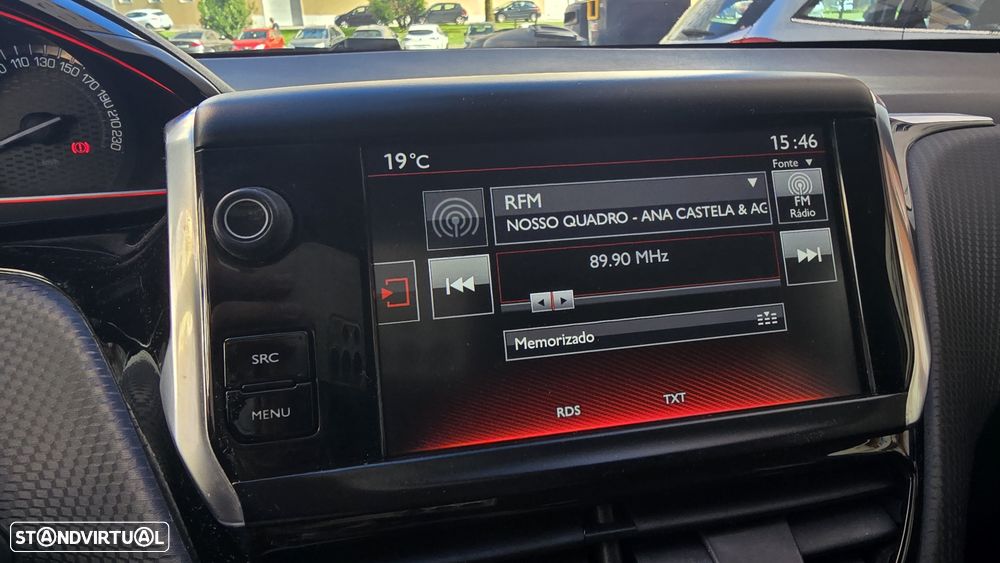 110 130 150 170 190 210 230
19°C
15:46
Fonte
RFM
NOSSO QUADRO - ANA CASTELA & AG
FM
Rádio
89.90 MHz
Memorizado
SRC
MENU
RDS
TXT
STANDVIRTUAL